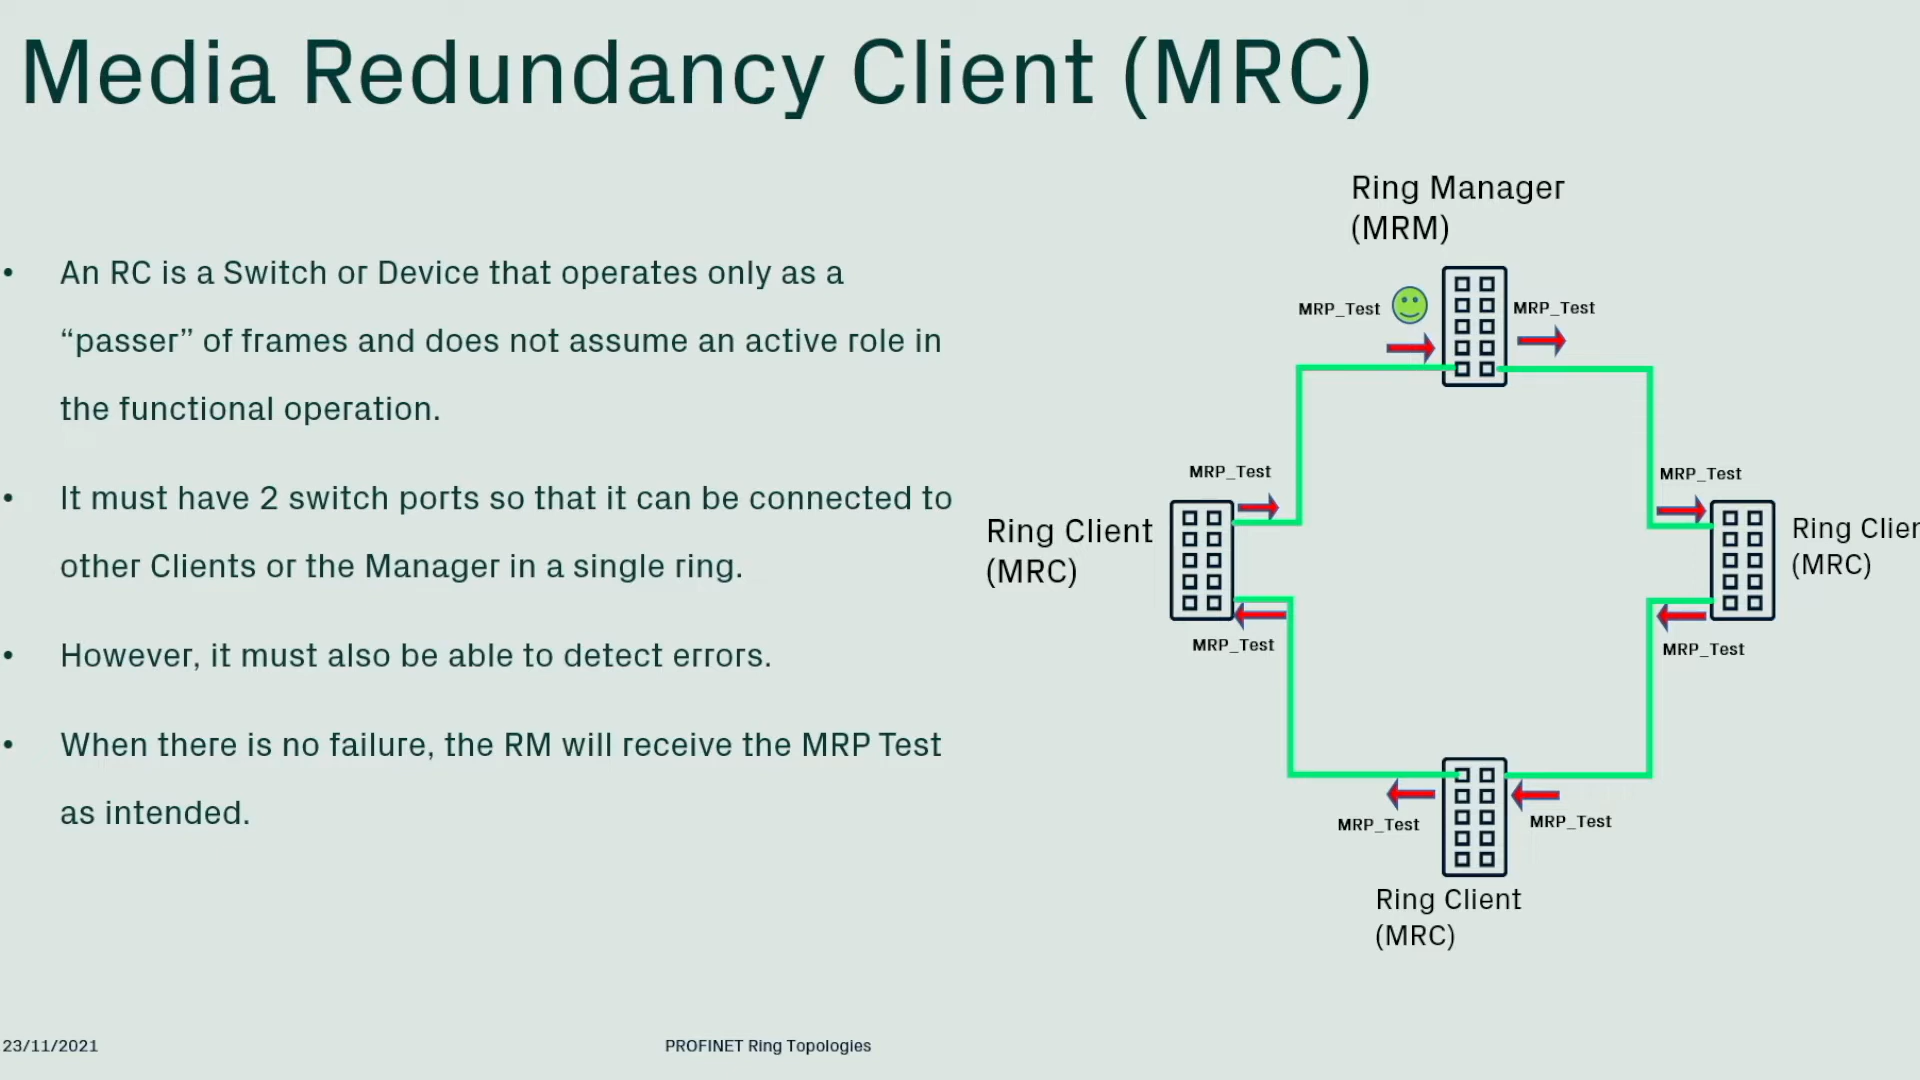 Media Redundancy Client (MRC)
• An RC is a Switch or Device that operates only as a
“passer” of frames and does not assume an active role in
the functional operation.
• It must have 2 switch ports so that it can be connected to
other Clients or the Manager in a single ring.
• However, it must also be able to detect errors.
• When there is no failure, the RM will receive the MRP Test
as intended.
Ring Manager
(MRM)
MRP_Test
MRP_Test
MRP_Test
MRP_Test
Ring Client
(MRC)
Ring Clien
(MRC)
MRP_Test
MRP_Test
MRP_Test
MRP_Test
Ring Client
(MRC)
23/11/2021
PROFINET Ring Topologies